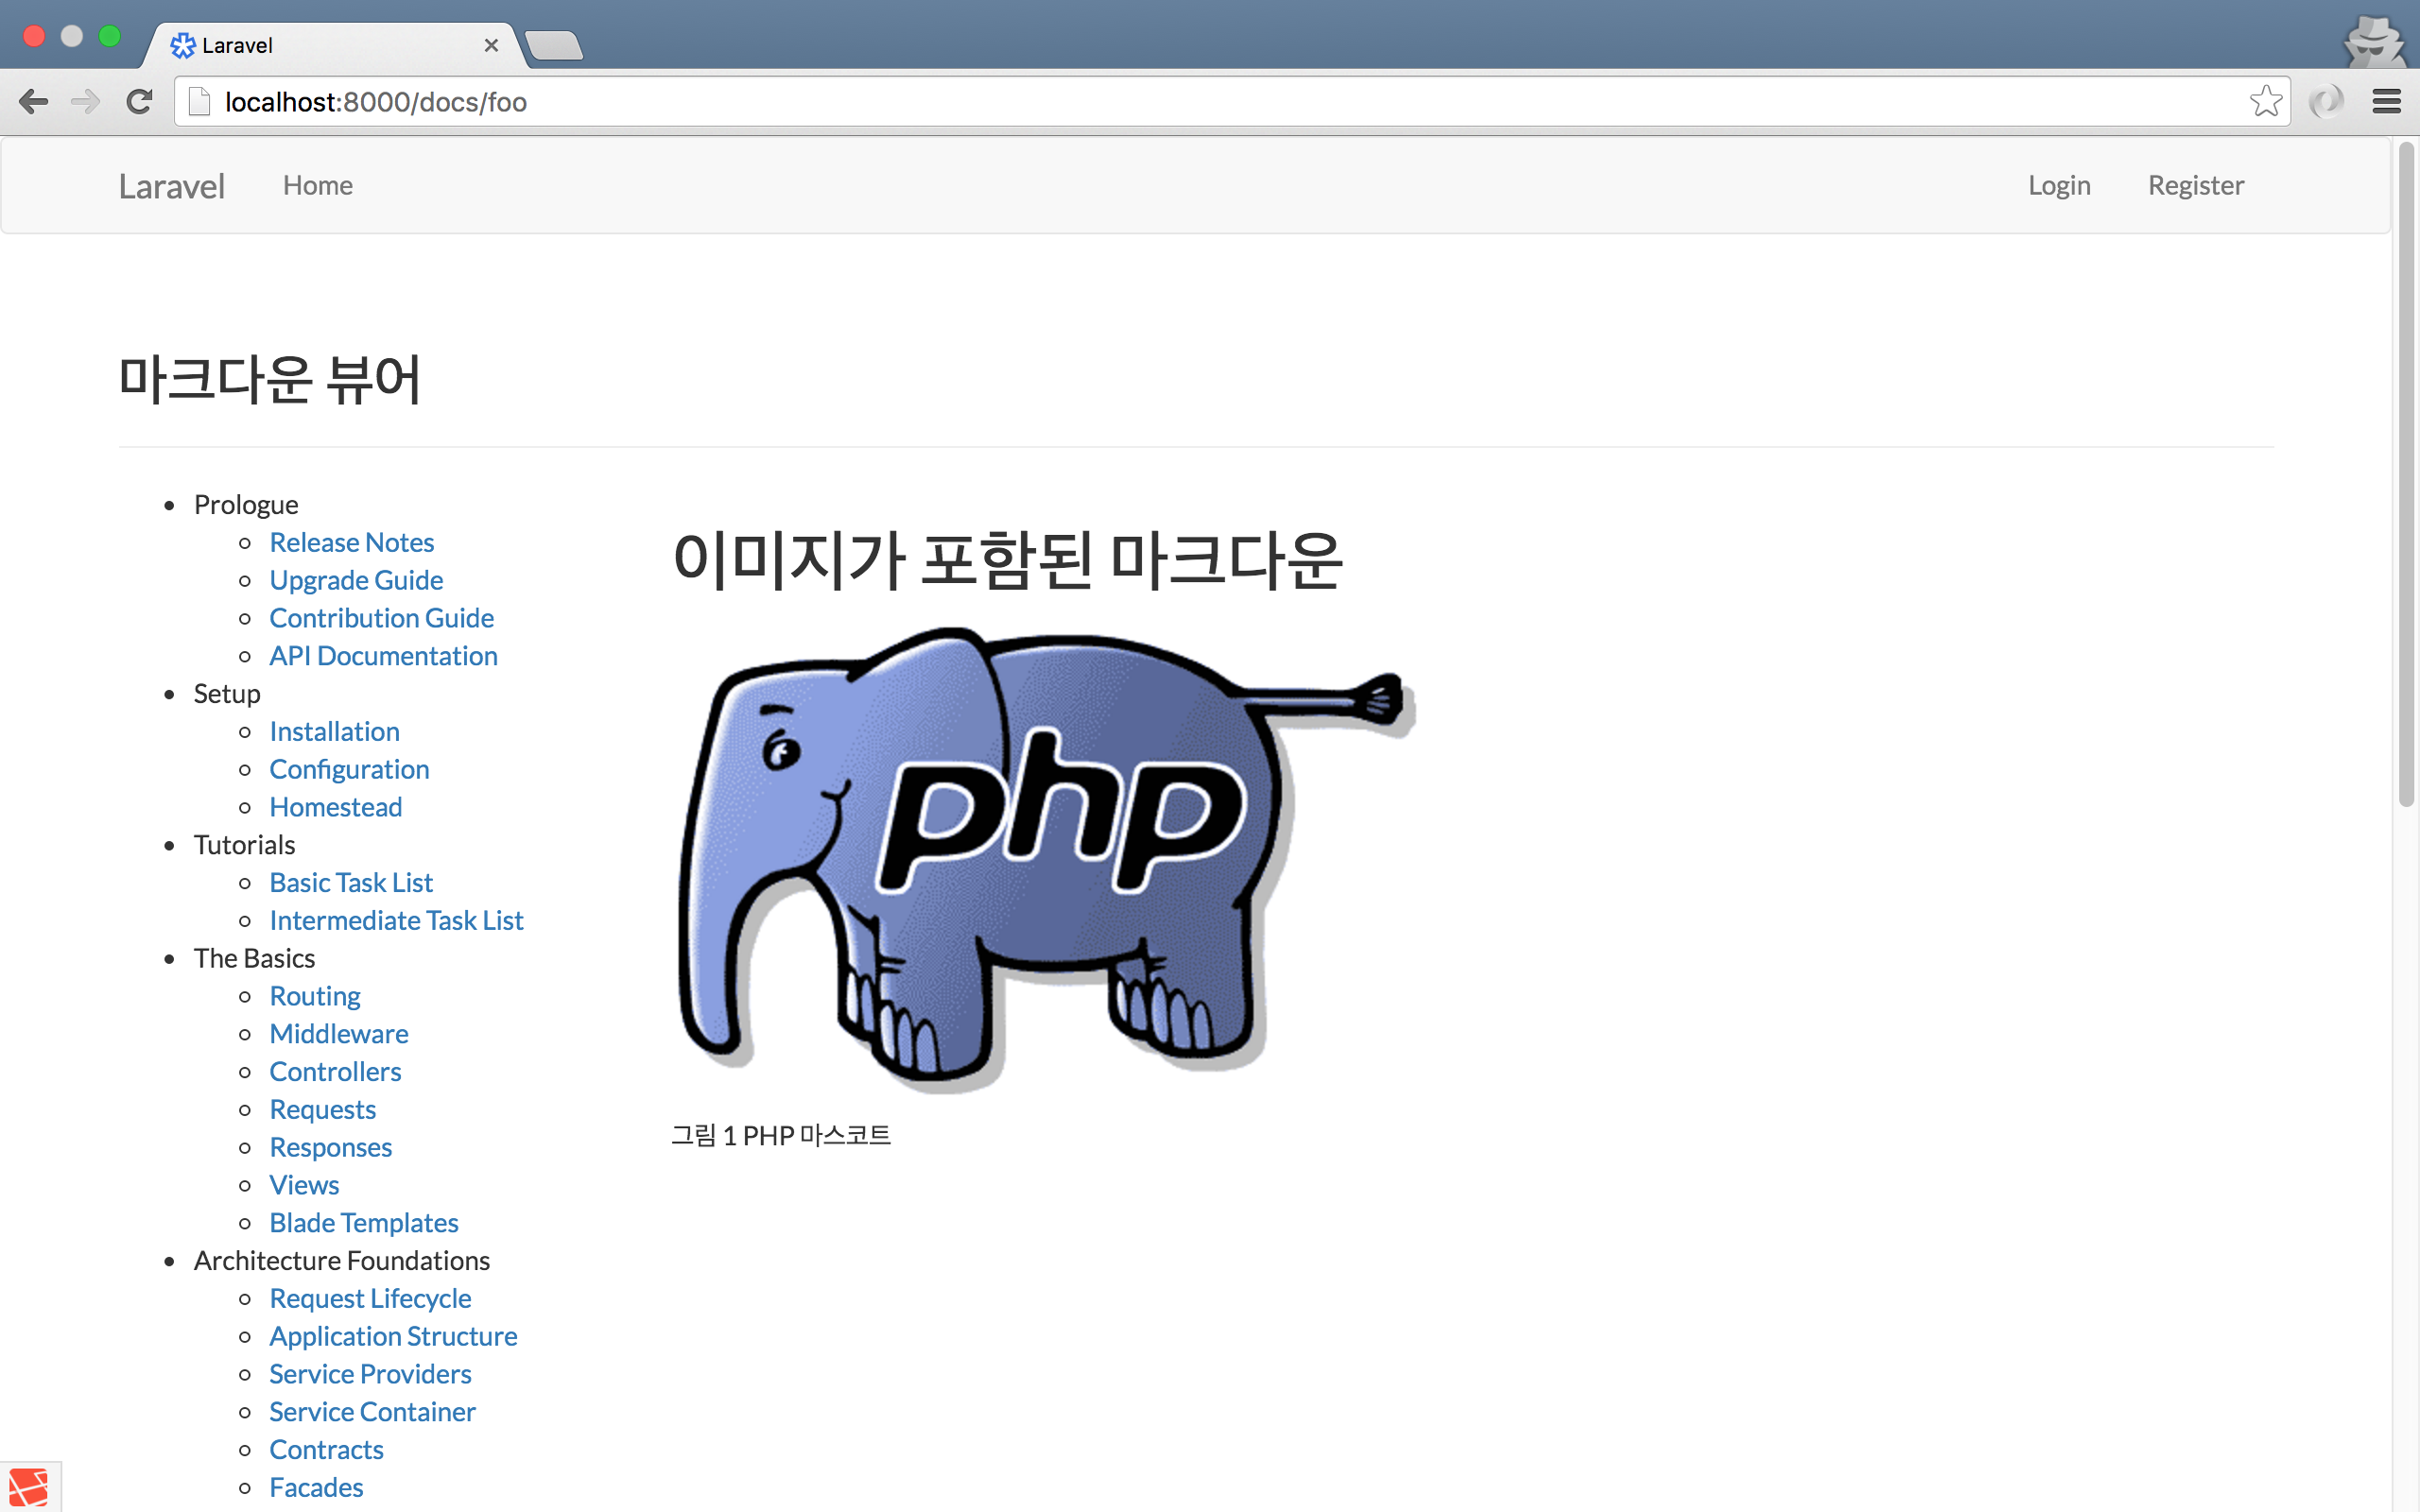 Laravel
localhost:8000/docs/foo
Laravel Home Login Register
마크다운 뷰어
Prologue
Release Notes
Upgrade Guide
Contribution Guide
API Documentation
Setup
Installation
Configuration
Homestead
Tutorials
Basic Task List
Intermediate Task List
The Basics
Routing
Middleware
Controllers
Requests
Responses
Views
Blade Templates
Architecture Foundations
Request Lifecycle
Application Structure
Service Providers
Service Container
Contracts
Facades
이미지가 포함된 마크다운
php
그림 1 PHP 마스코트